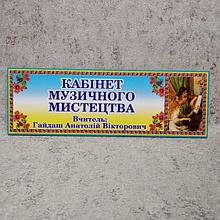 КАБІНЕТ
МУЗИЧНОГО
МИСТЕЦТВА
Вчитель:
Гайдаш Анатолій Вікторович